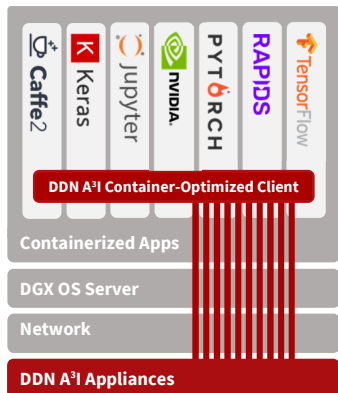 Caffe2
K Keras
Jupyter
NVIDIA.
PYTORCH
RAPIDS
TensorFlow
DDN A³I Container-Optimized Client
Containerized Apps
DGX OS Server
Network
DDN A³I Appliances